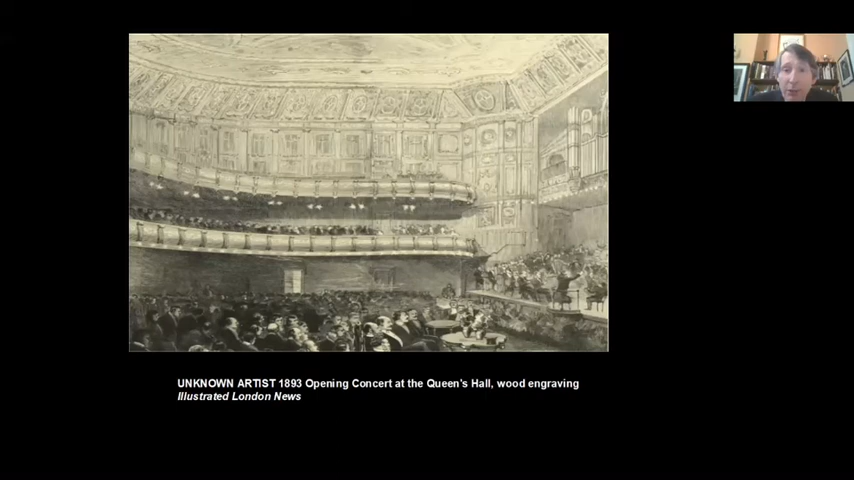 UNKNOWN ARTIST 1893 Opening Concert at the Queen's Hall, wood engraving
Illustrated London News